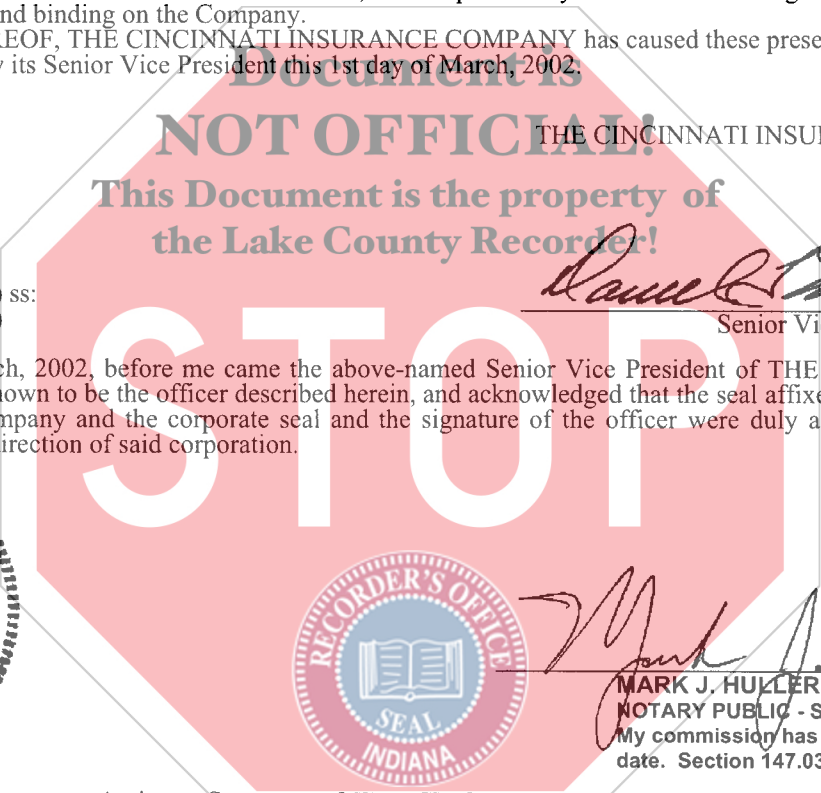 nd binding on the Company.
REOF, THE CINCINNATI INSURANCE COMPANY has caused these prese
y its Senior Vice President this 1st day of March, 2002.
Document is
NOT OFFICIAL!
THE CINCINNATI INSU
This Document is the property of
the Lake County Recorder!
ss:
Senior Vi
STOP
ch, 2002, before me came the above-named Senior Vice President of THE
nown to be the officer described herein, and acknowledged that the seal affixe
mpany and the corporate seal and the signature of the officer were duly a
irection of said corporation.
RECORDER'S OFFICE
SEAL
INDIANA
Mark J.
MARK J. HULLER
NOTARY PUBLIC - S
My commission has
date. Section 147.03